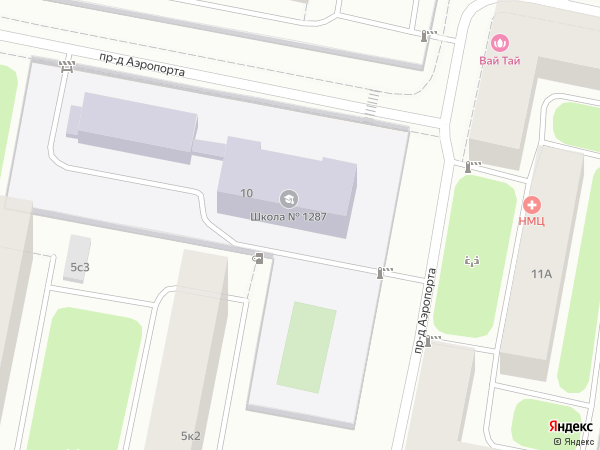 пр-д Аэропорта
Вай Тай
10
Школа № 1287
НМЦ
5с3
11А
пр-д Аэропорта
5к2
Яндекс
© Яндекс